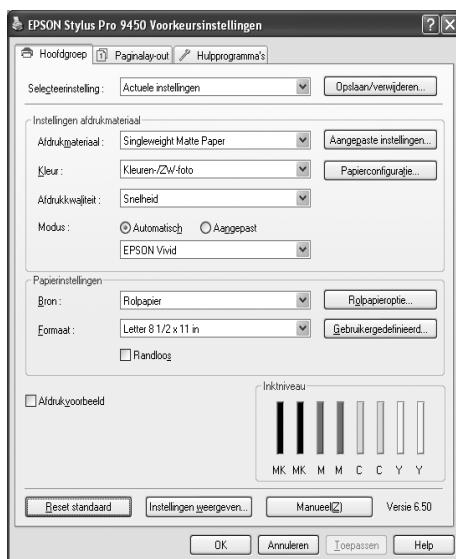 EPSON Stylus Pro 9450 Voorkeursinstellingen
Hoofdgroep Paginalay-out Hulpprogramma's
Selecteerinstelling : Actuele instellingen Opslaan/verwijderen...
Instellingen afdrukmateriaal
Afdrukmateriaal : Singleweight Matte Paper Aangepaste instellingen...
Kleur : Kleuren-/ZW-foto Papierconfiguratie...
Afdrukkwaliteit : Snelheid
Modus : Automatisch Aangepast
EPSON Vivid
Papierinstellingen
Bron : Rolpapier Rolpapieroptie...
Formaat : Letter 8 1/2 x 11 in Gebruikergedefinieerd...
Randloos
Afdrukvoorbeeld
Inktniveau
MK MK M M C C Y Y
Reset standaard Instellingen weergeven... Manueel(Z) Versie 6.50
OK Annuleren Toepassen Help